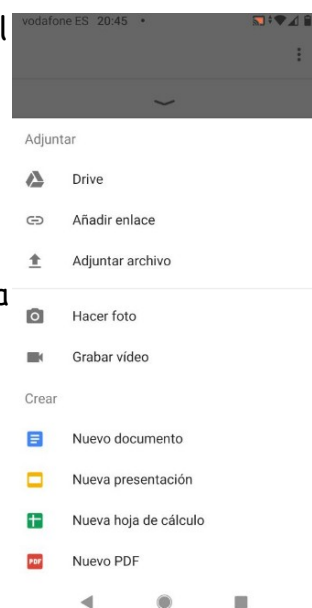 l
vodafone ES 20:45 •
Adjuntar
Drive
Añadir enlace
Adjuntar archivo
a
Hacer foto
Grabar vídeo
Crear
Nuevo documento
Nueva presentación
Nueva hoja de cálculo
PDF Nuevo PDF